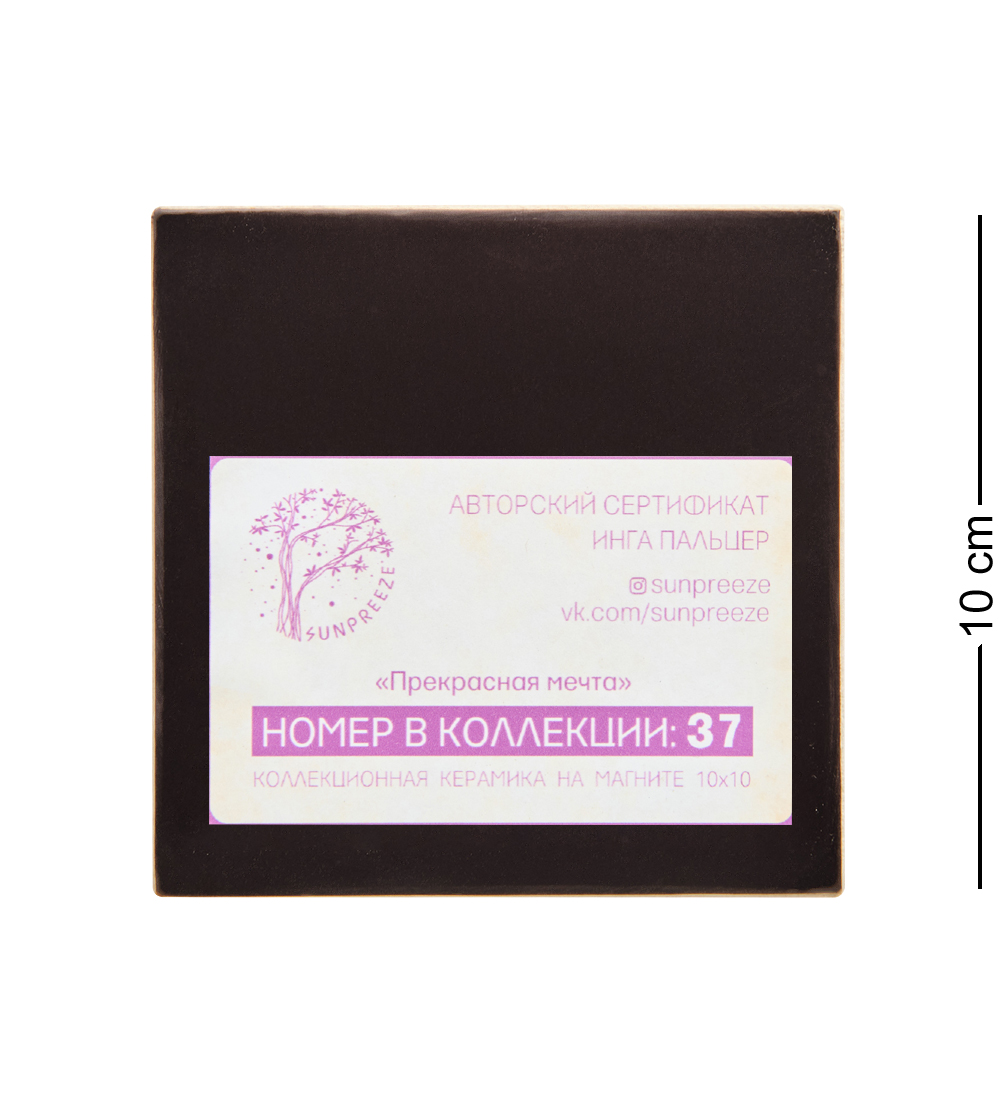 АВТОРСКИЙ СЕРТИФИКАТ
ИНГА ПАЛЬЦЕР
sunpreeze
vk.com/sunpreeze
SUNPREEZE
«Прекрасная мечта»
НОМЕР В КОЛЛЕКЦИИ: 37
КОЛЛЕКЦИОННАЯ КЕРАМИКА НА МАГНИТЕ 10x10
10 cm